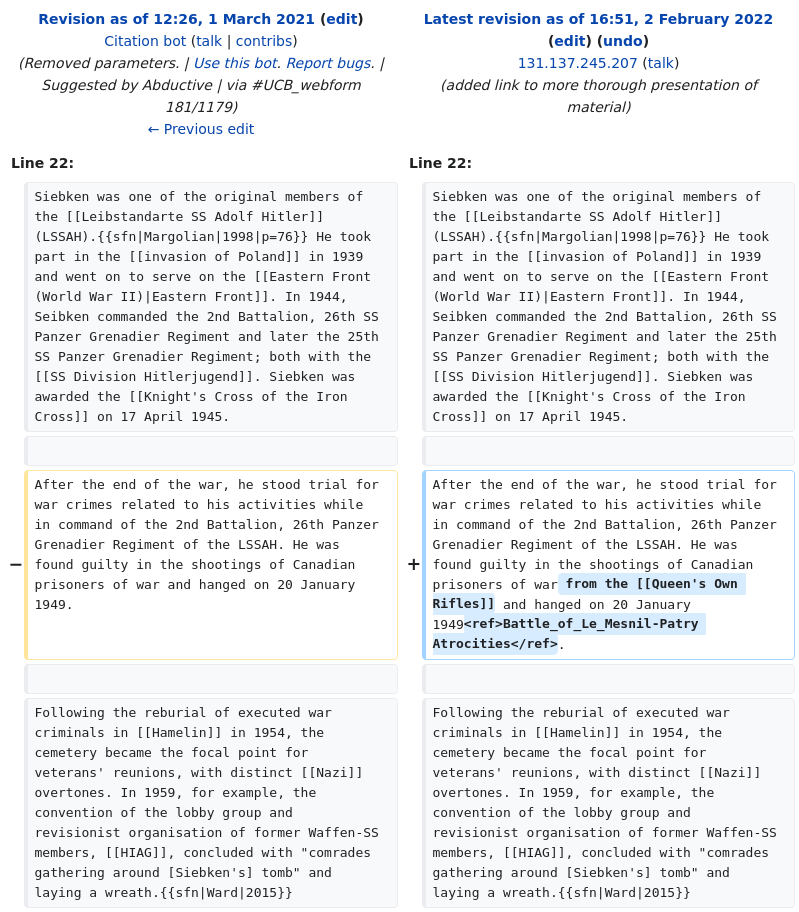 Revision as of 12:26, 1 March 2021 (edit)
Citation bot (talk | contribs)
(Removed parameters. | Use this bot. Report bugs. |
Suggested by Abductive | via #UCB_webform
181/1179)
← Previous edit
Latest revision as of 16:51, 2 February 2022
(edit) (undo)
131.137.245.207 (talk)
(added link to more thorough presentation of
material)
Line 22:
Line 22:
Siebken was one of the original members of
the [[Leibstandarte SS Adolf Hitler]]
(LSSAH).{{sfn|Margolian|1998|p=76}} He took
part in the [[invasion of Poland]] in 1939
and went on to serve on the [[Eastern Front
(World War II)|Eastern Front]]. In 1944,
Seibken commanded the 2nd Battalion, 26th SS
Panzer Grenadier Regiment and later the 25th
SS Panzer Grenadier Regiment; both with the
[[SS Division Hitlerjugend]]. Siebken was
awarded the [[Knight's Cross of the Iron
Cross]] on 17 April 1945.
Siebken was one of the original members of
the [[Leibstandarte SS Adolf Hitler]]
(LSSAH).{{sfn|Margolian|1998|p=76}} He took
part in the [[invasion of Poland]] in 1939
and went on to serve on the [[Eastern Front
(World War II)|Eastern Front]]. In 1944,
Seibken commanded the 2nd Battalion, 26th SS
Panzer Grenadier Regiment and later the 25th
SS Panzer Grenadier Regiment; both with the
[[SS Division Hitlerjugend]]. Siebken was
awarded the [[Knight's Cross of the Iron
Cross]] on 17 April 1945.
−
After the end of the war, he stood trial for
war crimes related to his activities while
in command of the 2nd Battalion, 26th Panzer
Grenadier Regiment of the LSSAH. He was
found guilty in the shootings of Canadian
prisoners of war and hanged on 20 January
1949.
+
After the end of the war, he stood trial for
war crimes related to his activities while
in command of the 2nd Battalion, 26th Panzer
Grenadier Regiment of the LSSAH. He was
found guilty in the shootings of Canadian
prisoners of war from the [[Queen's Own
Rifles]] and hanged on 20 January
1949<ref>Battle_of_Le_Mesnil-Patry
Atrocities</ref>.
Following the reburial of executed war
criminals in [[Hamelin]] in 1954, the
cemetery became the focal point for
veterans' reunions, with distinct [[Nazi]]
overtones. In 1959, for example, the
convention of the lobby group and
revisionist organisation of former Waffen-SS
members, [[HIAG]], concluded with "comrades
gathering around [Siebken's] tomb" and
laying a wreath.{{sfn|Ward|2015}}
Following the reburial of executed war
criminals in [[Hamelin]] in 1954, the
cemetery became the focal point for
veterans' reunions, with distinct [[Nazi]]
overtones. In 1959, for example, the
convention of the lobby group and
revisionist organisation of former Waffen-SS
members, [[HIAG]], concluded with "comrades
gathering around [Siebken's] tomb" and
laying a wreath.{{sfn|Ward|2015}}